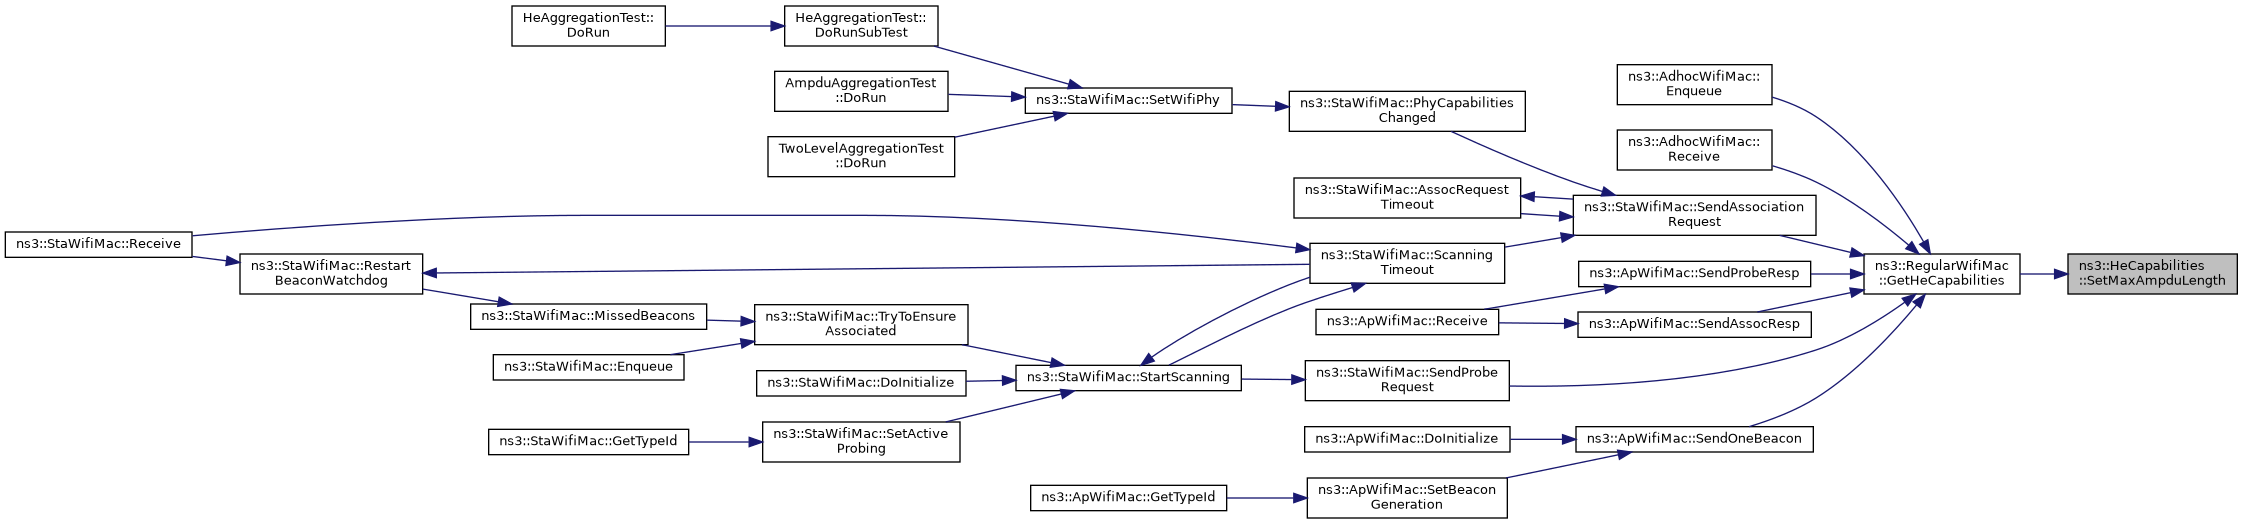 HeAggregationTest::
DoRun
HeAggregationTest::
DoRunSubTest
AmpduAggregationTest
::DoRun
TwoLevelAggregationTest
::DoRun
ns3::StaWifiMac::SetWifiPhy
ns3::StaWifiMac::PhyCapabilities
Changed
ns3::AdhocWifiMac::
Enqueue
ns3::AdhocWifiMac::
Receive
ns3::StaWifiMac::AssocRequest
Timeout
ns3::StaWifiMac::SendAssociation
Request
ns3::StaWifiMac::Receive
ns3::StaWifiMac::Restart
BeaconWatchdog
ns3::StaWifiMac::Scanning
Timeout
ns3::ApWifiMac::SendProbeResp
ns3::RegularWifiMac
::GetHeCapabilities
ns3::HeCapabilities
::SetMaxAmpduLength
ns3::StaWifiMac::MissedBeacons
ns3::StaWifiMac::TryToEnsure
Associated
ns3::ApWifiMac::Receive
ns3::ApWifiMac::SendAssocResp
ns3::StaWifiMac::Enqueue
ns3::StaWifiMac::DoInitialize
ns3::StaWifiMac::StartScanning
ns3::StaWifiMac::SendProbe
Request
ns3::StaWifiMac::GetTypeId
ns3::StaWifiMac::SetActive
Probing
ns3::ApWifiMac::DoInitialize
ns3::ApWifiMac::SendOneBeacon
ns3::ApWifiMac::GetTypeId
ns3::ApWifiMac::SetBeacon
Generation